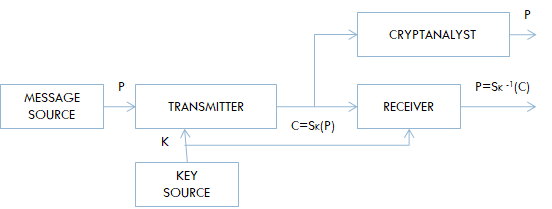 P
CRYPTANALYST
P
P=SK -1(C)
MESSAGE
SOURCE
TRANSMITTER
RECEIVER
C=SK(P)
K
KEY
SOURCE